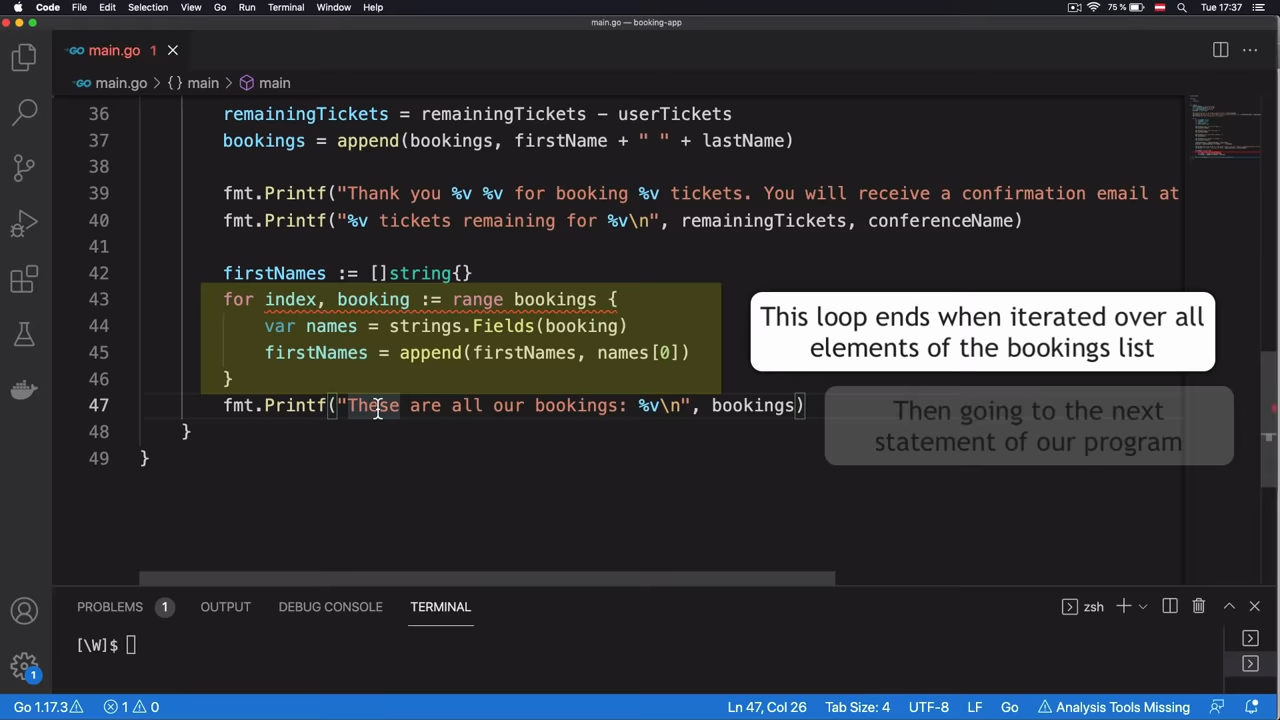 Code File Edit Selection View Go Run Terminal Window Help 75 % Tue 17:37
main.go — booking-app
GO main.go 1
GO main.go > { } main > main
36 remainingTickets = remainingTickets - userTickets
37 bookings = append(bookings, firstName + " " + lastName)
38
39 fmt.Printf("Thank you %v %v for booking %v tickets. You will receive a confirmation email at
40 fmt.Printf("%v tickets remaining for %v\n", remainingTickets, conferenceName)
41
42 firstNames := []string{}
43 for index, booking := range bookings {
44 var names = strings.Fields(booking)
45 firstNames = append(firstNames, names[0])
46 }
47 fmt.Printf("These are all our bookings: %v\n", bookings)
48 }
49 }
This loop ends when iterated over all
elements of the bookings list
Then going to the next
statement of our program
PROBLEMS 1 OUTPUT DEBUG CONSOLE TERMINAL zsh
[\W]$
1
Go 1.17.3 1 0 Ln 47, Col 26 Tab Size: 4 UTF-8 LF Go Analysis Tools Missing